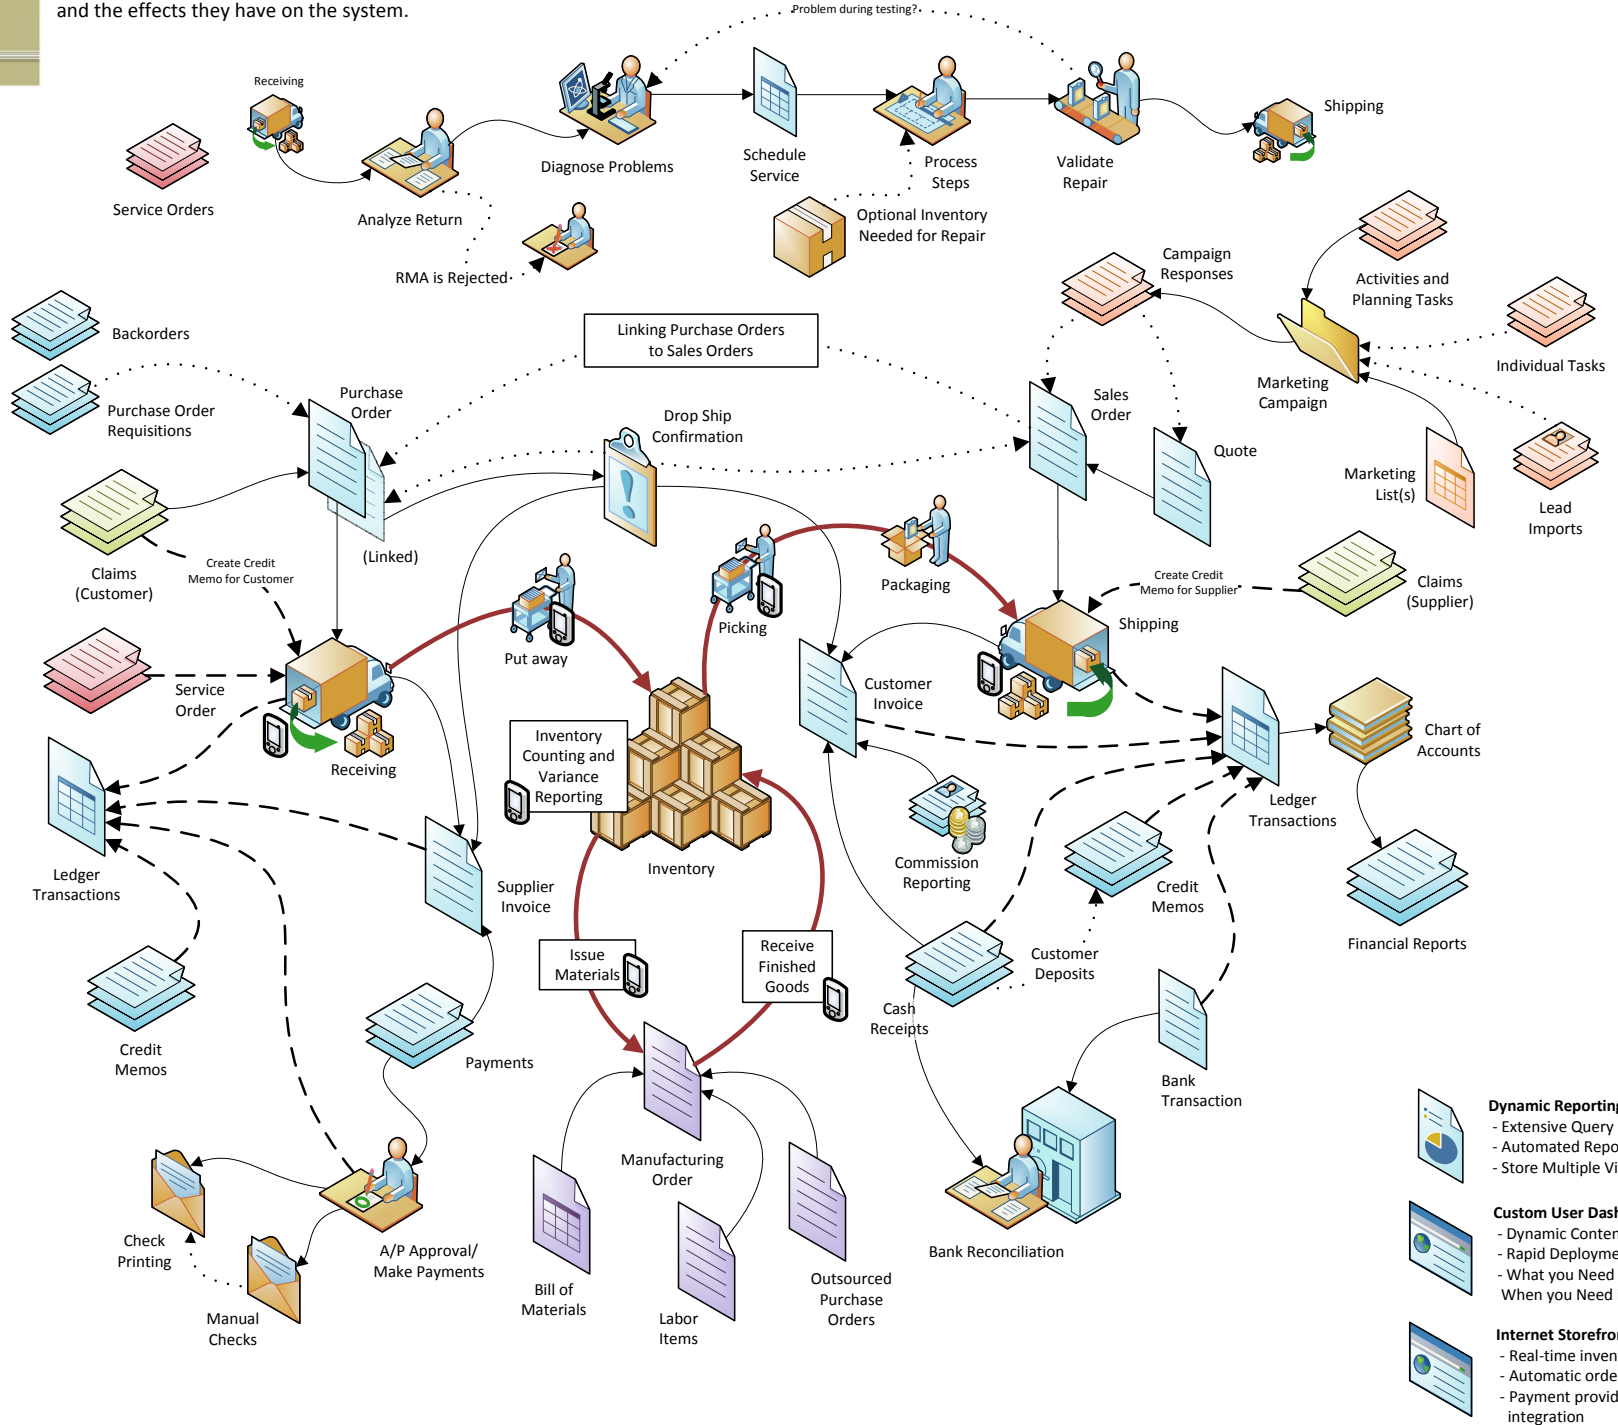 and the effects they have on the system.
Problem during testing?
Receiving
Shipping
Service Orders
Analyze Return
Diagnose Problems
Schedule
Service
Process
Steps
Validate
Repair
RMA is Rejected
Optional Inventory
Needed for Repair
Campaign
Responses
Activities and
Planning Tasks
Individual Tasks
Marketing
Campaign
Marketing
List(s)
Lead
Imports
Backorders
Purchase Order
Requisitions
Purchase
Order
(Linked)
Linking Purchase Orders
to Sales Orders
Drop Ship
Confirmation
Sales
Order
Quote
Claims
(Customer)
Create Credit
Memo for Customer
Create Credit
Memo for Supplier
Claims
(Supplier)
Put away
Picking
Packaging
Shipping
Service
Order
Receiving
Inventory
Counting and
Variance
Reporting
Inventory
Customer
Invoice
Commission
Reporting
Ledger
Transactions
Chart of
Accounts
Financial Reports
Ledger
Transactions
Supplier
Invoice
Credit
Memos
Customer
Deposits
Cash
Receipts
Issue
Materials
Receive
Finished
Goods
Credit
Memos
Payments
Bank
Transaction
Manufacturing
Order
Bank Reconciliation
Check
Printing
Manual
Checks
A/P Approval/
Make Payments
Bill of
Materials
Labor
Items
Outsourced
Purchase
Orders
Dynamic Reporting
- Extensive Query
- Automated Repo
- Store Multiple Vi
Custom User Dash
- Dynamic Conten
- Rapid Deployme
- What you Need
When you Need
Internet Storefron
- Real-time inven
- Automatic orde
- Payment provid
integration